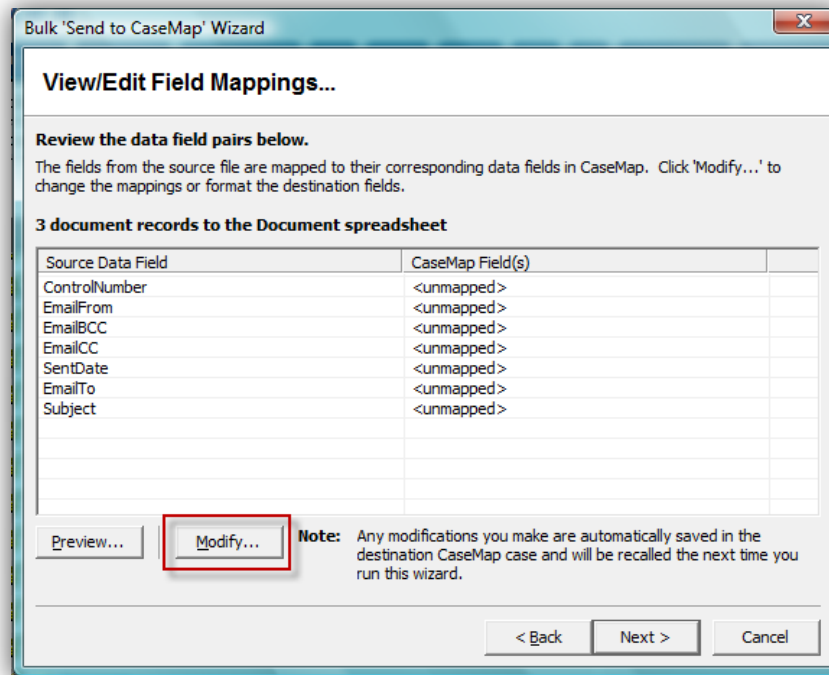 Bulk 'Send to CaseMap' Wizard
X
View/Edit Field Mappings...
Review the data field pairs below.
The fields from the source file are mapped to their corresponding data fields in CaseMap. Click 'Modify...' to
change the mappings or format the destination fields.
3 document records to the Document spreadsheet
Source Data Field CaseMap Field(s)
ControlNumber <unmapped>
EmailFrom <unmapped>
EmailBCC <unmapped>
EmailCC <unmapped>
SentDate <unmapped>
EmailTo <unmapped>
Subject <unmapped>
Preview... Modify... Note: Any modifications you make are automatically saved in the
destination CaseMap case and will be recalled the next time you
run this wizard.
< Back Next > Cancel